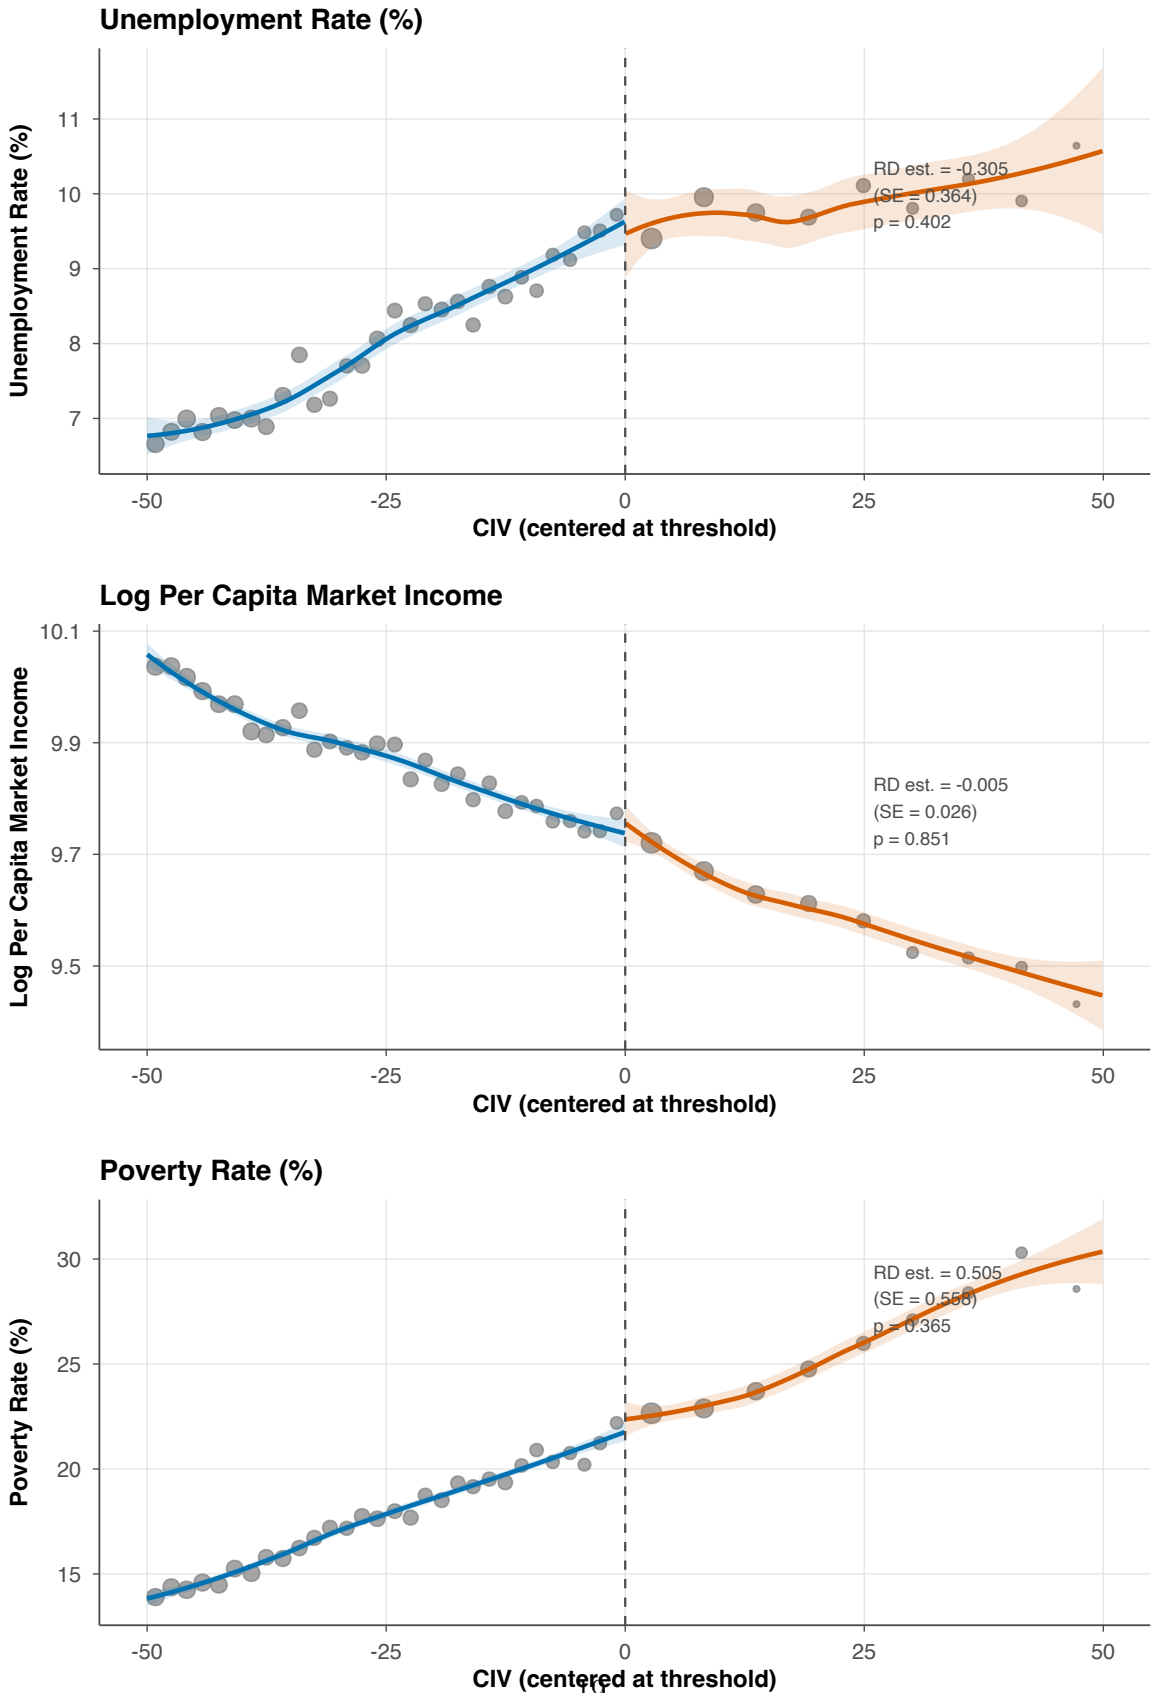 Unemployment Rate (%)
Unemployment Rate (%)
11
10
9
8
7
RD est. = -0.305
(SE = 0.364)
p = 0.402
-50
-25
0
25
50
CIV (centered at threshold)
Log Per Capita Market Income
Log Per Capita Market Income
10.1
9.9
9.7
9.5
RD est. = -0.005
(SE = 0.026)
p = 0.851
-50
-25
0
25
50
CIV (centered at threshold)
Poverty Rate (%)
Poverty Rate (%)
30
25
20
15
RD est. = 0.505
(SE = 0.558)
p = 0.365
-50
-25
0
25
50
CIV (centered at threshold)